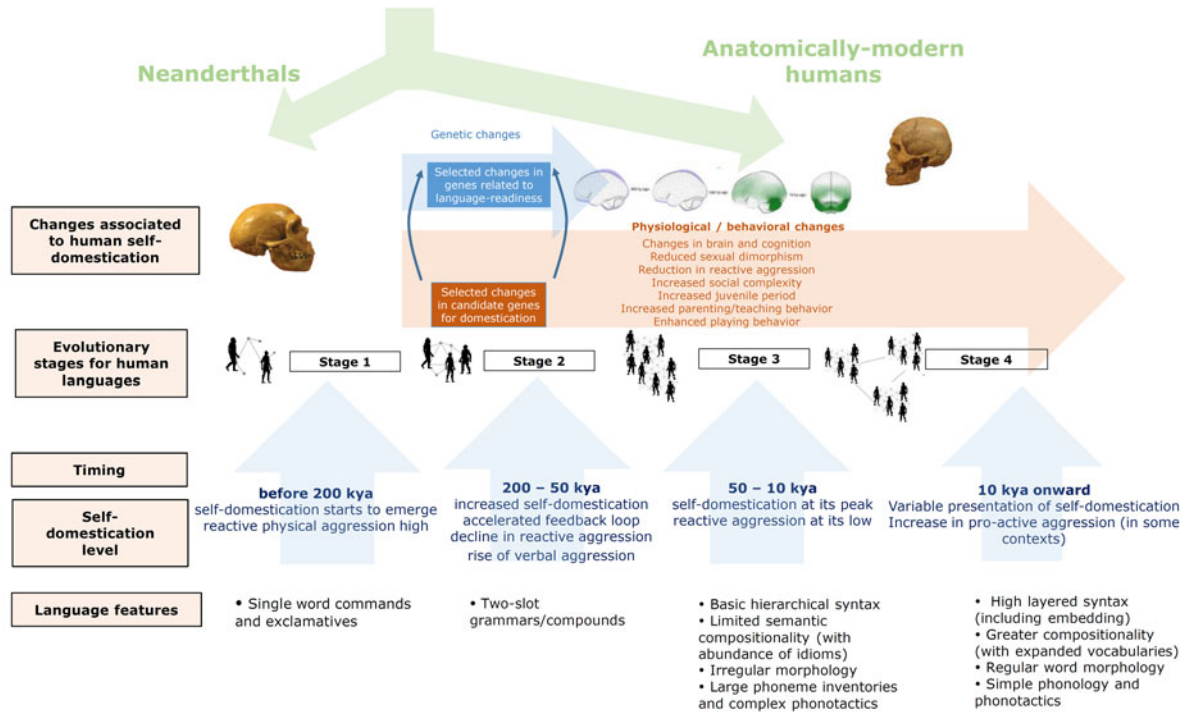 Neanderthals
Anatomically-modern
humans
Genetic changes
Selected changes in
genes related to
language-readiness
Changes associated
to human self-
domestication
Physiological / behavioral changes
Changes in brain and cognition
Reduced sexual dimorphism
Reduction in reactive aggression
Increased social complexity
Increased juvenile period
Increased parenting/teaching behavior
Enhanced playing behavior
Selected changes
in candidate genes
for domestication
Evolutionary
stages for human
languages
Stage 1
Stage 2
Stage 3
Stage 4
Timing
Self-
domestication
level
before 200 kya
self-domestication starts to emerge
reactive physical aggression high
200 – 50 kya
increased self-domestication
accelerated feedback loop
decline in reactive aggression
rise of verbal aggression
50 – 10 kya
self-domestication at its peak
reactive aggression at its low
10 kya onward
Variable presentation of self-domestication
Increase in pro-active aggression (in some
contexts)
Language features
• Single word commands
and exclamatives
• Two-slot
grammars/compounds
• Basic hierarchical syntax
• Limited semantic
compositionality (with
abundance of idioms)
• Irregular morphology
• Large phoneme inventories
and complex phonotactics
• High layered syntax
(including embedding)
• Greater compositionality
(with expanded vocabularies)
• Regular word morphology
• Simple phonology and
phonotactics